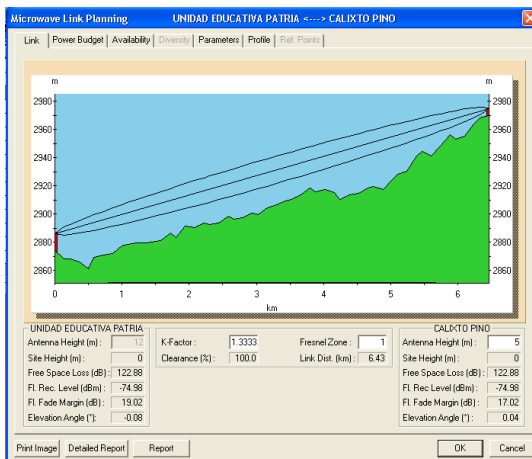 Microwave Link Planning UNIDAD EDUCATIVA PATRIA <---> CALIXTO PINO
Link Power Budget Availability Diversity Parameters Profile Ref. Points
m m
2980 2980
2960 2960
2940 2940
2920 2920
2900 2900
2880 2880
2860 2860
0 1 2 3 4 5 6
km
UNIDAD EDUCATIVA PATRIA
Antenna Height (m) : 12
Site Height (m) : 0
Free Space Loss (dB) : 122.88
Fl. Rec. Level (dBm) : -74.98
Fl. Fade Margin (dB) : 19.02
Elevation Angle (°): -0.08
K-Factor : 1.3333 Fresnel Zone : 1
Clearance (%) : 100.0 Link Dist. (km) : 6.43
CALIXTO PINO
Antenna Height (m) : 5
Site Height (m) : 0
Free Space Loss (dB) : 122.88
Fl. Rec. Level (dBm) : -74.98
Fl. Fade Margin (dB) : 17.02
Elevation Angle (°) : 0.04
Print Image Detailed Report Report OK Cancel